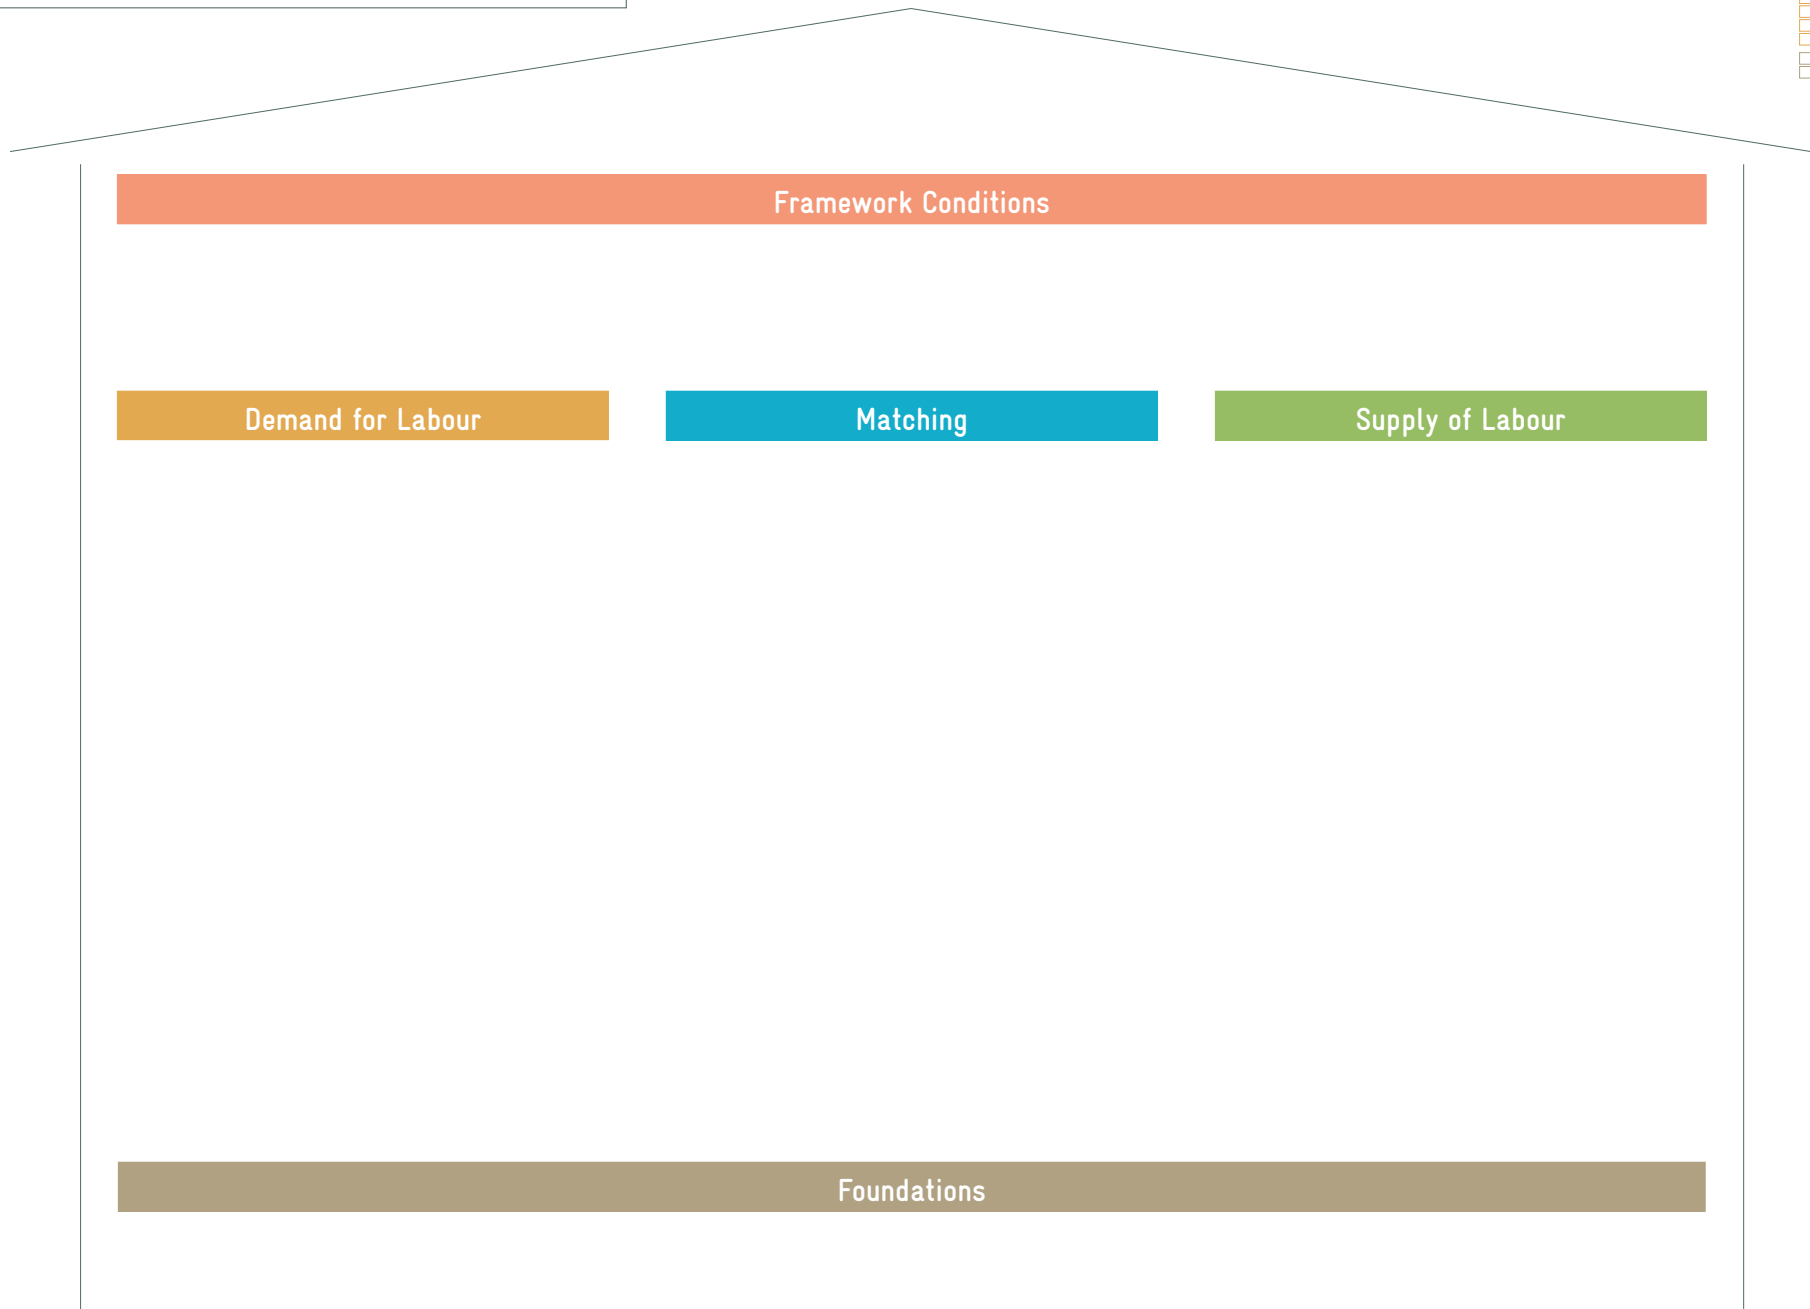 Framework Conditions
Demand for Labour
Matching
Supply of Labour
Foundations